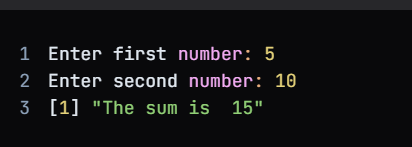 1 Enter first number: 5
2 Enter second number: 10
3 [1] "The sum is  15"